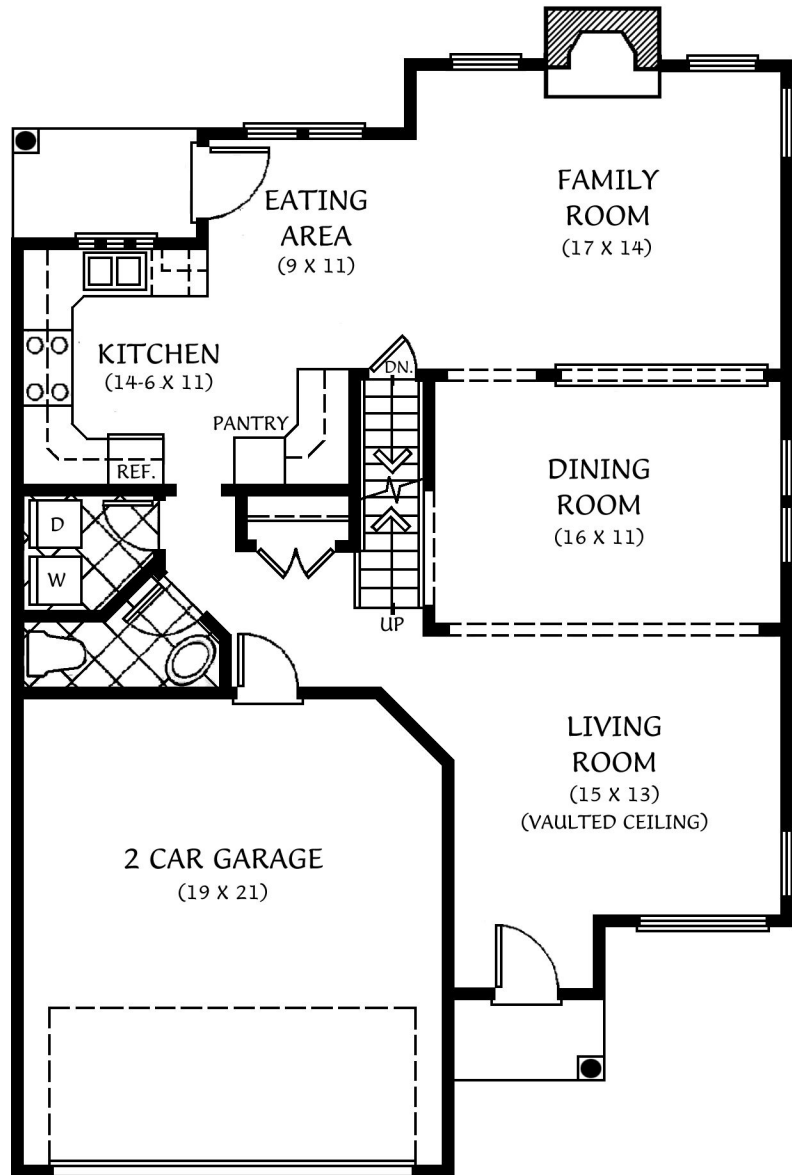 FAMILY
ROOM
(17 X 14)
EATING
AREA
(9 X 11)
KITCHEN
(14-6 X 11)
DN.
PANTRY
REF.
DINING
ROOM
(16 X 11)
D
W
UP
LIVING
ROOM
(15 X 13)
(VAULTED CEILING)
2 CAR GARAGE
(19 X 21)